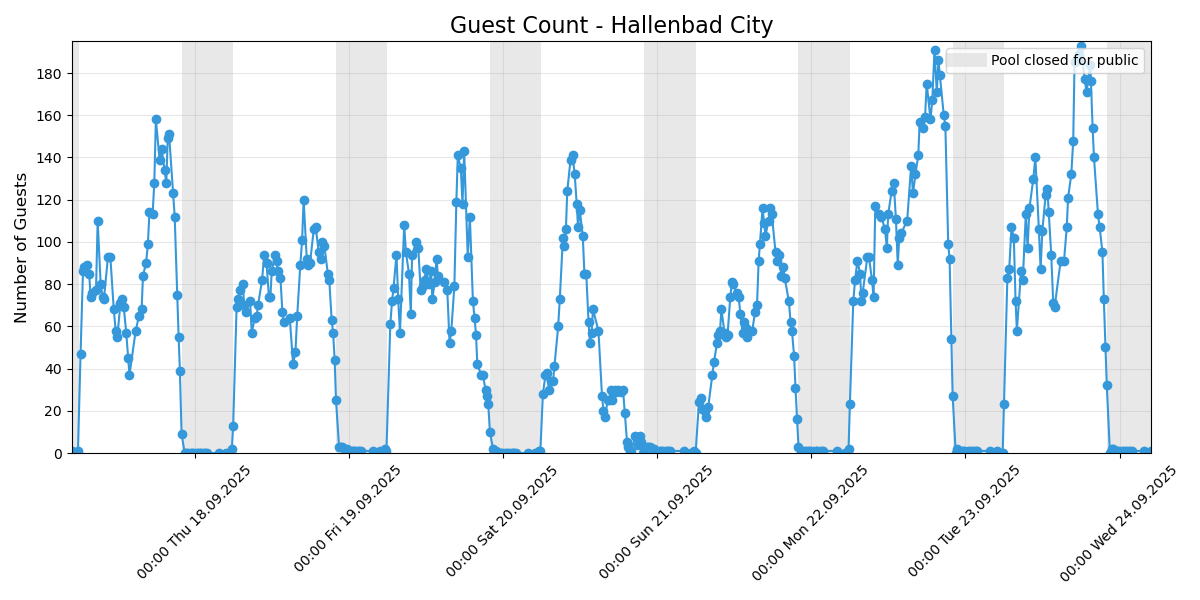 Guest Count - Hallenbad City
Pool closed for public
Number of Guests
180
160
140
120
100
80
60
40
20
0
00:00 Thu 18.09.2025
00:00 Fri 19.09.2025
00:00 Sat 20.09.2025
00:00 Sun 21.09.2025
00:00 Mon 22.09.2025
00:00 Tue 23.09.2025
00:00 Wed 24.09.2025